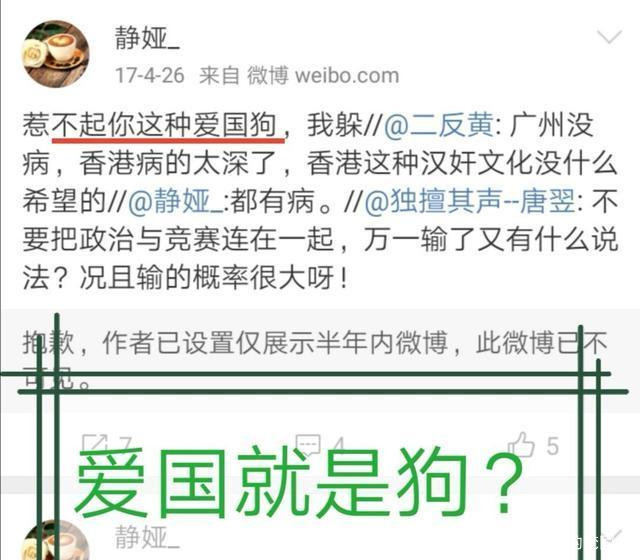 静娅_
17-4-26 来自 微博 weibo.com
惹不起你这种爱国狗，我躲//@二反黄: 广州没
病，香港病的太深了，香港这种汉奸文化没什么
希望的//@静娅_:都有病。//@独擅其声--唐翌: 不
要把政治与竞赛连在一起，万一输了又有什么说
法？况且输的概率很大呀！
抱歉，作者已设置仅展示半年内微博，此微博已不
可见。
7 4 5
爱国就是狗？
静娅_